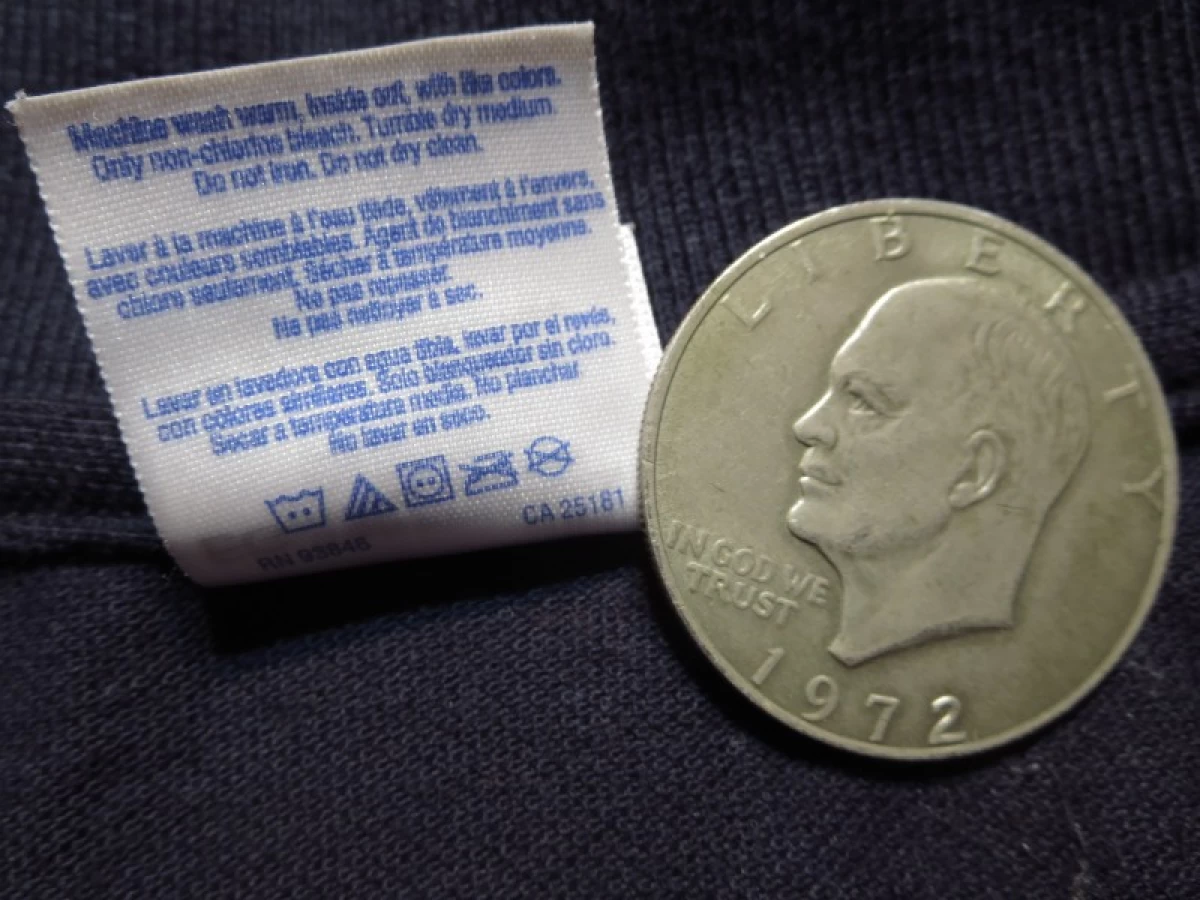 Machine wash warm, inside out, with like colors.
Only non-chlorine bleach. Tumble dry medium
Do not iron. Do not dry clean.
Laver à la machine à l'eau tiède, vêtement à l'envers,
avec couleurs semblables. Agent de blanchiment sans
chlore seulement. Sécher à température moyenne.
Ne pas repasser.
Ne pas nettoyer à sec.
Lavar en lavadora con agua tibia, lavar por el revés,
con colores similares. Solo blanqueador sin cloro.
Secar a temperatura media. No planchar
No lavar en seco.
CA 25181
RN 93846
LIBERTY
IN GOD WE
TRUST
1972